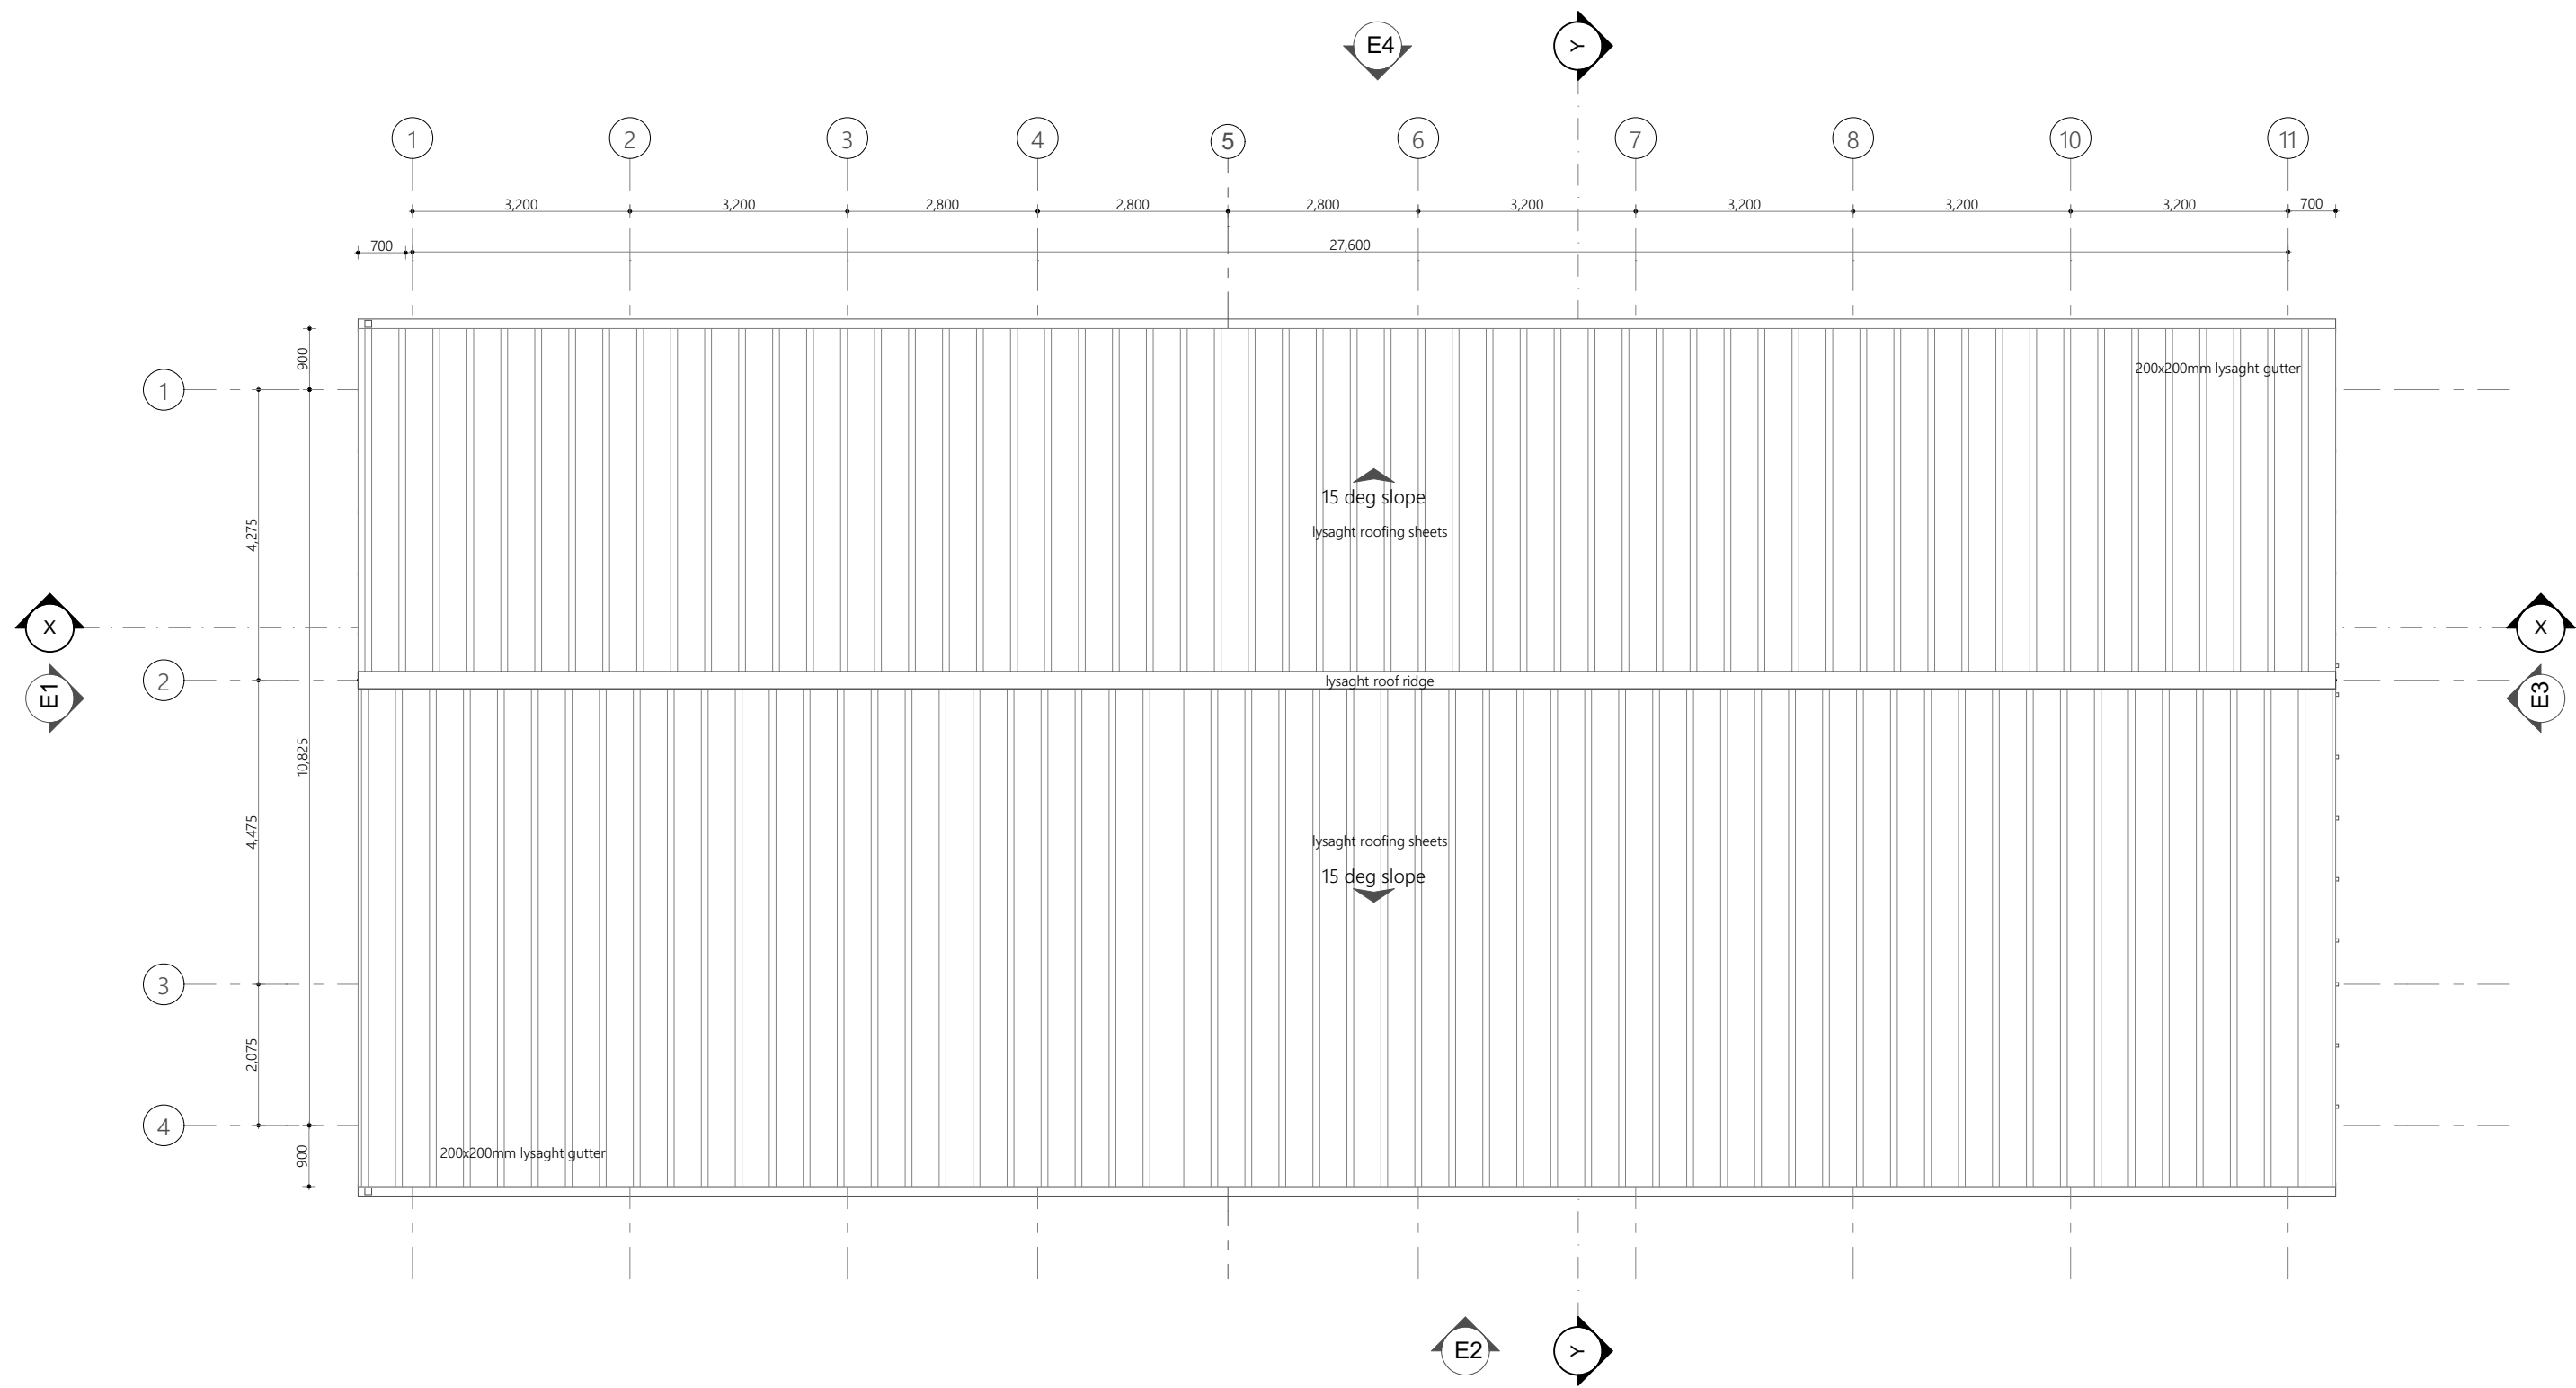 E4
Y
1 2 3 4 5 6 7 8 10 11
3,200 3,200 2,800 2,800 2,800 3,200 3,200 3,200 3,200 700
700 27,600
900
200x200mm lysaght gutter
1
15 deg slope
lysaght roofing sheets
4,275
X
X
2
lysaght roof ridge
E1
E3
10,825
4,475
lysaght roofing sheets
15 deg slope
3
2,075
4
900
200x200mm lysaght gutter
E2
Y